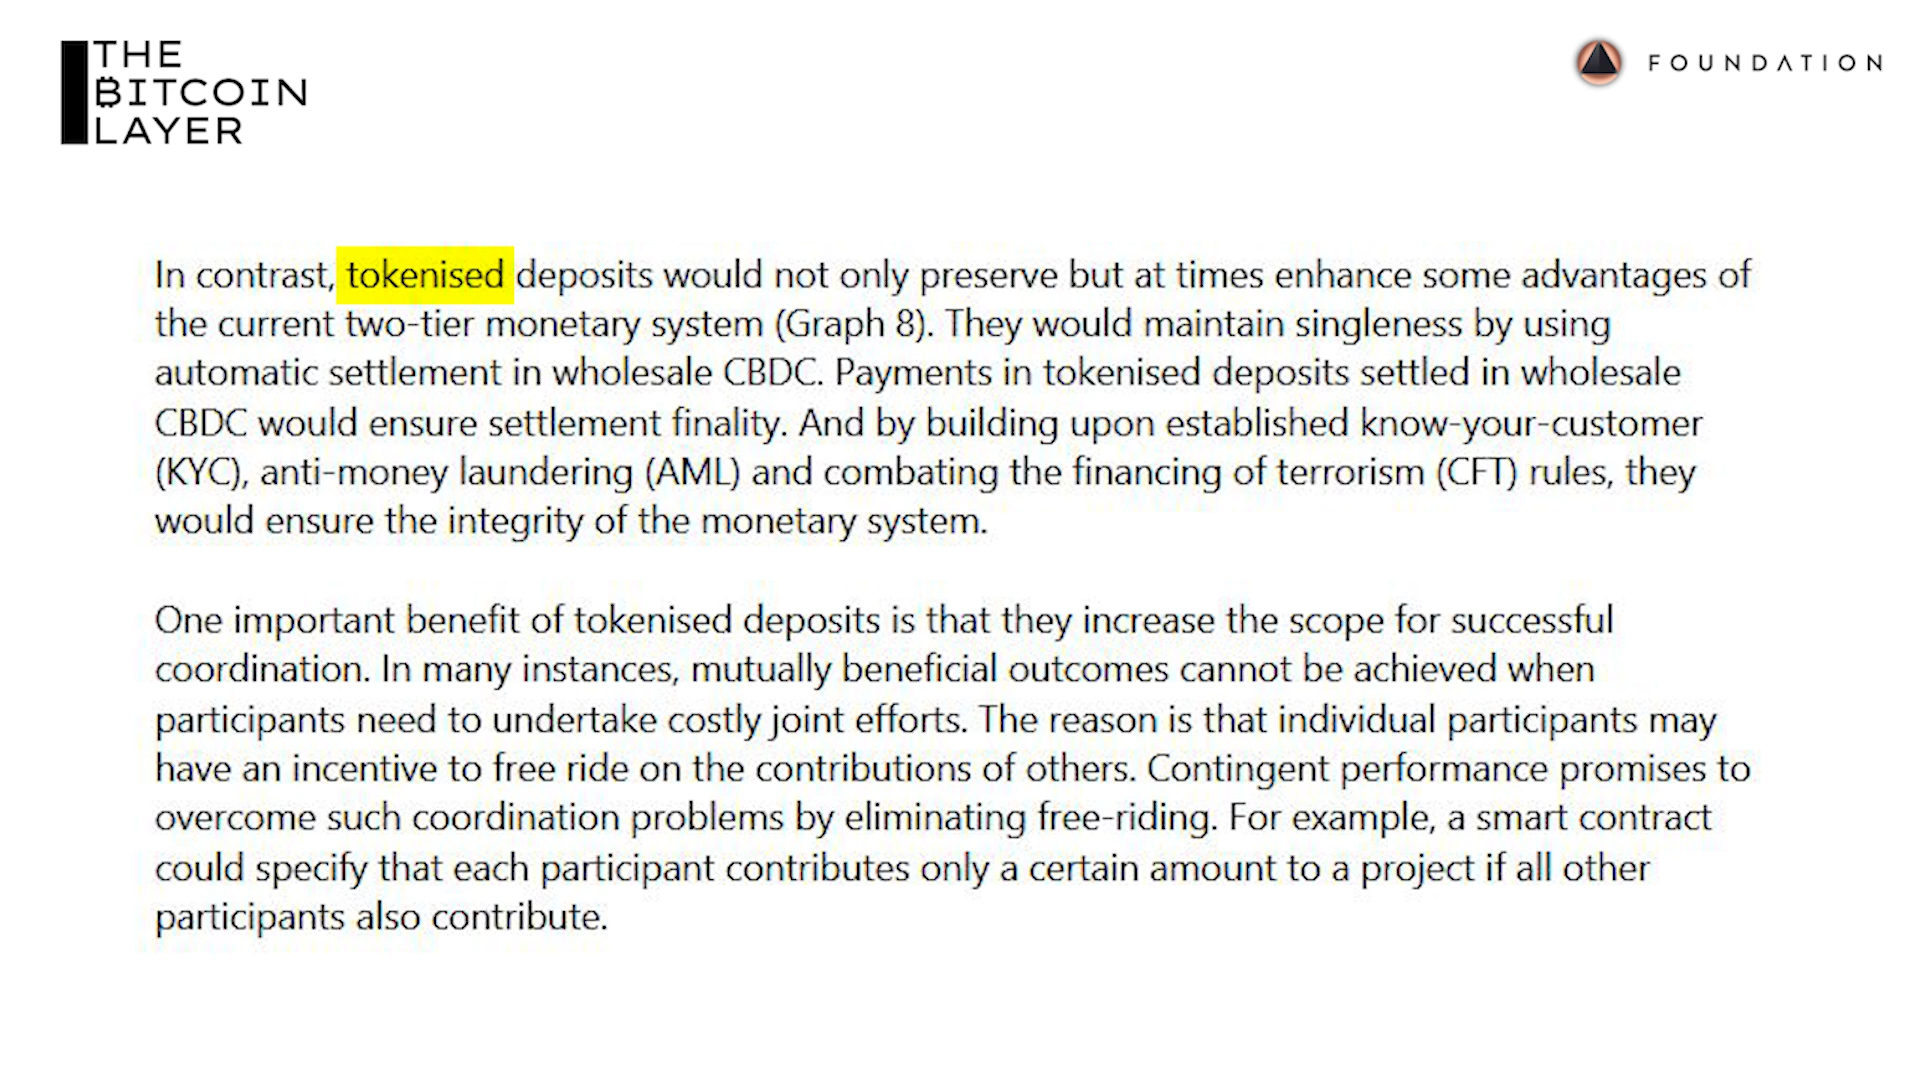 THE
BITCOIN
LAYER
FOUNDATION
In contrast, tokenised deposits would not only preserve but at times enhance some advantages of
the current two-tier monetary system (Graph 8). They would maintain singleness by using
automatic settlement in wholesale CBDC. Payments in tokenised deposits settled in wholesale
CBDC would ensure settlement finality. And by building upon established know-your-customer
(KYC), anti-money laundering (AML) and combating the financing of terrorism (CFT) rules, they
would ensure the integrity of the monetary system.
One important benefit of tokenised deposits is that they increase the scope for successful
coordination. In many instances, mutually beneficial outcomes cannot be achieved when
participants need to undertake costly joint efforts. The reason is that individual participants may
have an incentive to free ride on the contributions of others. Contingent performance promises to
overcome such coordination problems by eliminating free-riding. For example, a smart contract
could specify that each participant contributes only a certain amount to a project if all other
participants also contribute.